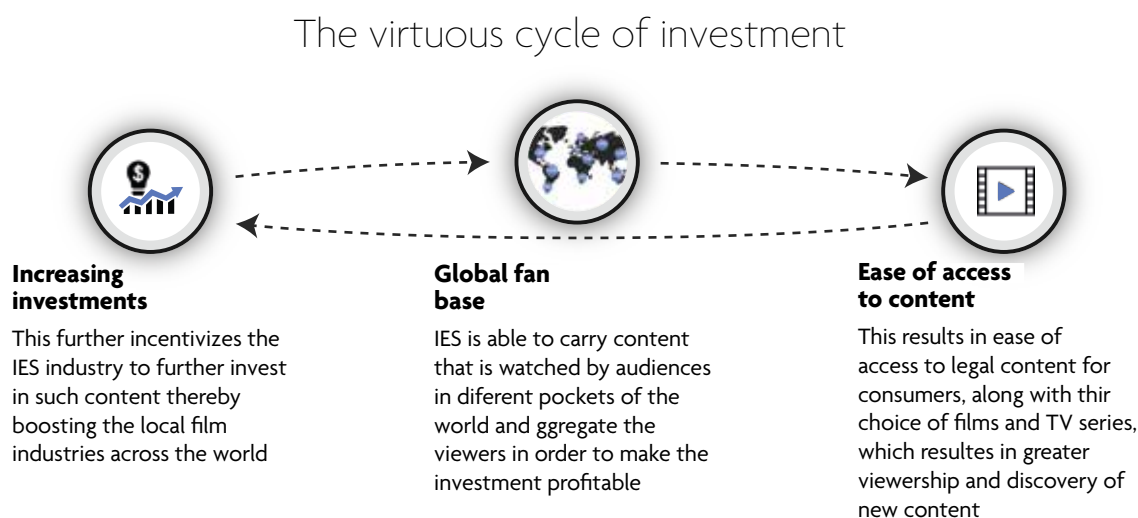 The virtuous cycle of investment
$
Increasing
investments
This further incentivizes the
IES industry to further invest
in such content thereby
boosting the local film
industries across the world
Global fan
base
IES is able to carry content
that is watched by audiences
in diferent pockets of the
world and ggregate the
viewers in order to make the
investment profitable
Ease of access
to content
This results in ease of
access to legal content for
consumers, along with thir
choice of films and TV series,
which resultes in greater
viewership and discovery of
new content